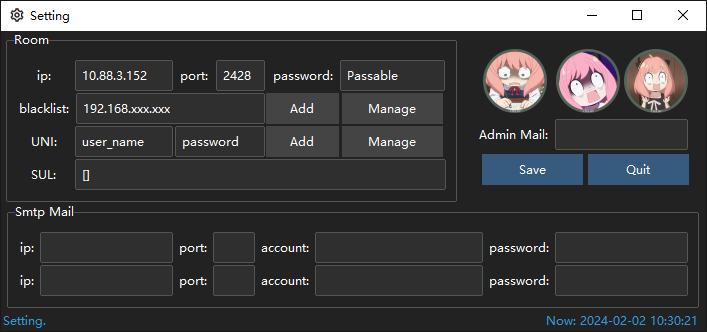 Setting
Room
ip: 10.88.3.152 port: 2428 password: Passable
blacklist: 192.168.xxx.xxx Add Manage
UNI: user_name password Add Manage
SUL: []
Admin Mail:
Save Quit
Smtp Mail
ip: port: account: password:
ip: port: account: password:
Setting. Now: 2024-02-02 10:30:21